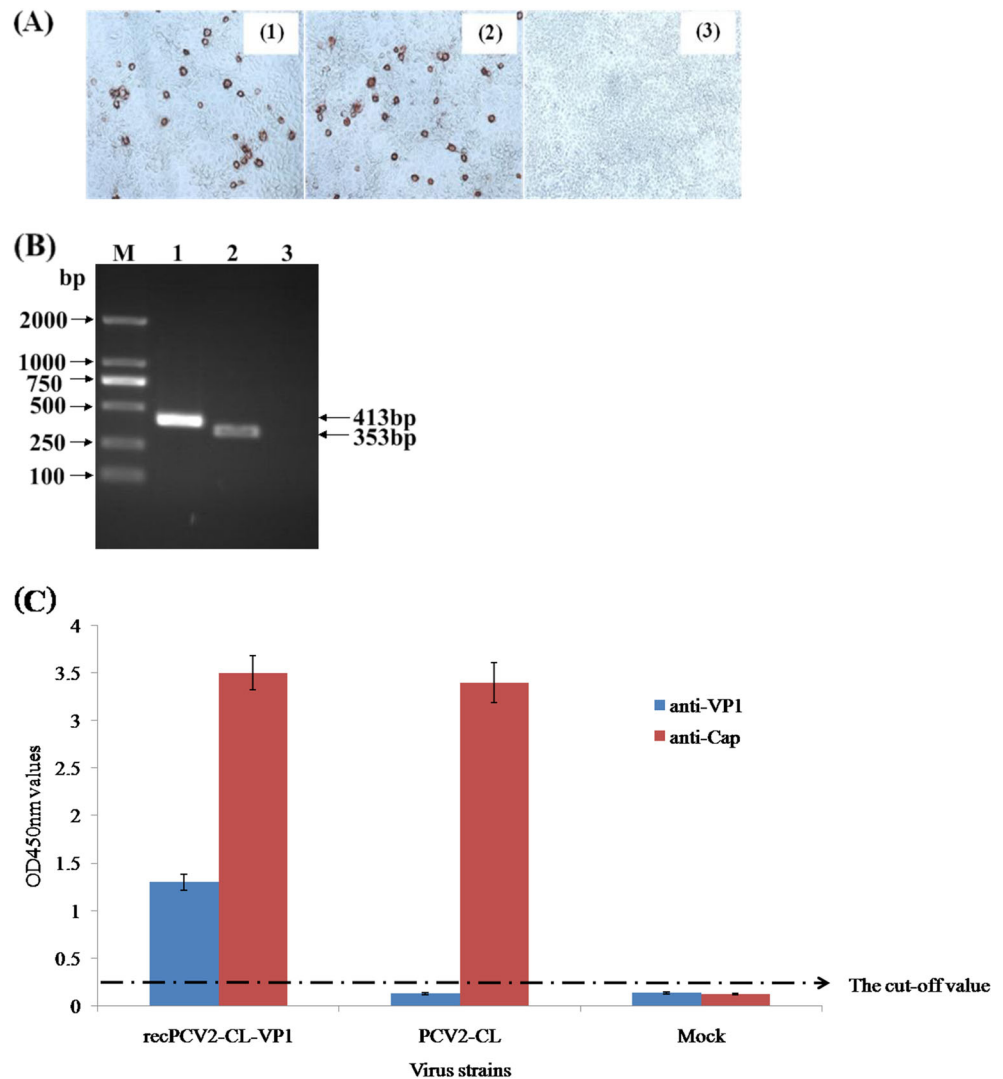 (A)
(1)
(2)
(3)
(B)
M 1 2 3
bp
2000
1000
750
500
413bp
353bp
250
100
(C)
4
3.5
3
2.5
2
1.5
1
0.5
0
OD450nm values
anti-VP1
anti-Cap
The cut-off value
recPCV2-CL-VP1 PCV2-CL Mock
Virus strains